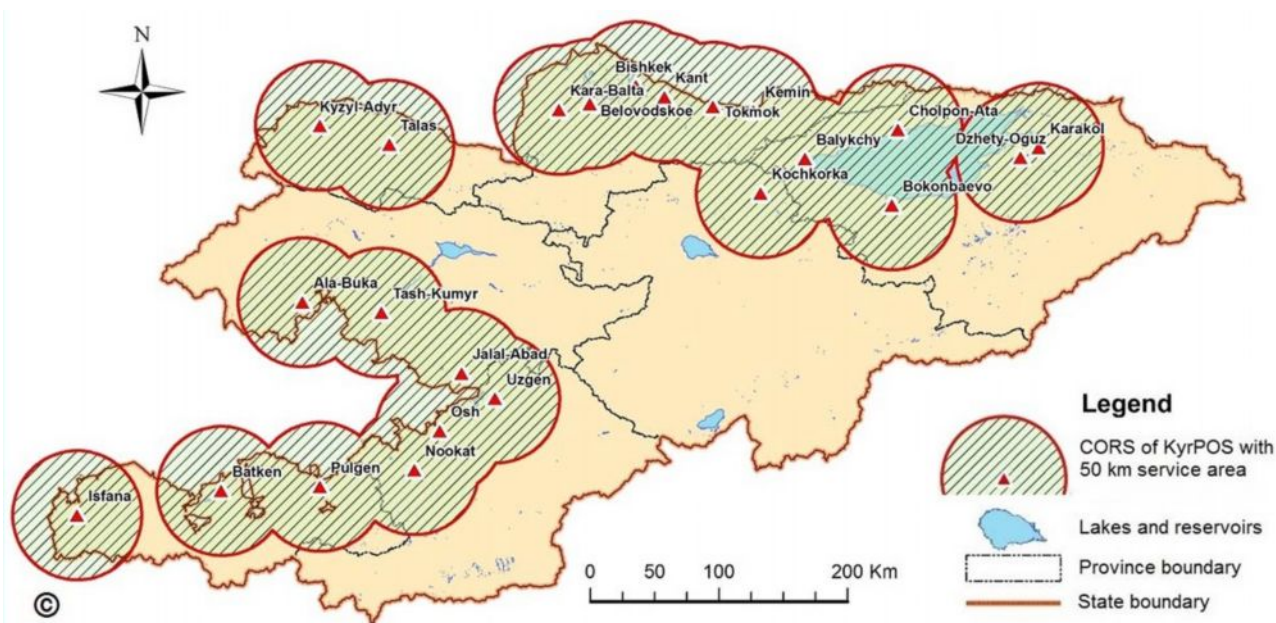 N
Bishkek
Kant
Kara-Balta
Kemin
Belovodskoe
Tokmok
Kyzyl-Adyr
Talas
Cholpon-Ata
Balykchy
Dzhety-Oguz
Karakol
Kochkorka
Bokonbaevo
Ala-Buka
Tash-Kumyr
Jalal-Abad
Uzgen
Osh
Nookat
Batken
Pulgen
Isfana
Legend
CORS of KyrPOS with
50 km service area
Lakes and reservoirs
Province boundary
State boundary
0 50 100 200 Km
©